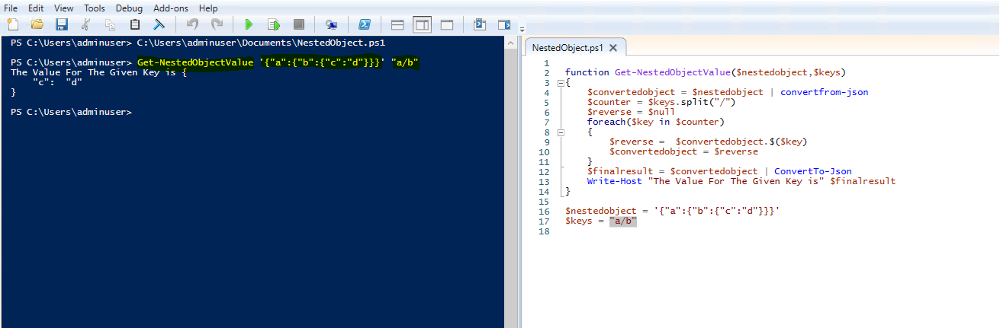 File Edit View Tools Debug Add-ons Help
PS C:\Users\adminuser> C:\Users\adminuser\Documents\NestedObject.ps1
PS C:\Users\adminuser> Get-NestedObjectValue '{"a":{"b":{"c":"d"}}}' "a/b"
The Value For The Given Key is {
    "c":  "d"
}
PS C:\Users\adminuser>
NestedObject.ps1
1
2 function Get-NestedObjectValue($nestedobject,$keys)
3 {
4     $convertedobject = $nestedobject | convertfrom-json
5     $counter = $keys.split("/")
6     $reverse = $null
7     foreach($key in $counter)
8     {
9         $reverse =  $convertedobject.$($key)
10         $convertedobject = $reverse
11     }
12     $finalresult = $convertedobject | ConvertTo-Json
13     Write-Host "The Value For The Given Key is" $finalresult
14 }
15
16 $nestedobject = '{"a":{"b":{"c":"d"}}}'
17 $keys = "a/b"
18